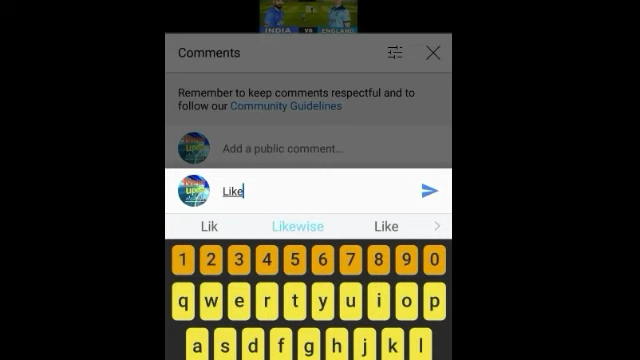 INDIA VS ENGLAND
Comments
Remember to keep comments respectful and to
follow our Community Guidelines
Add a public comment...
Like
Lik Likewise Like
1 2 3 4 5 6 7 8 9 0
q w e r t y u i o p
a s d f g h j k l